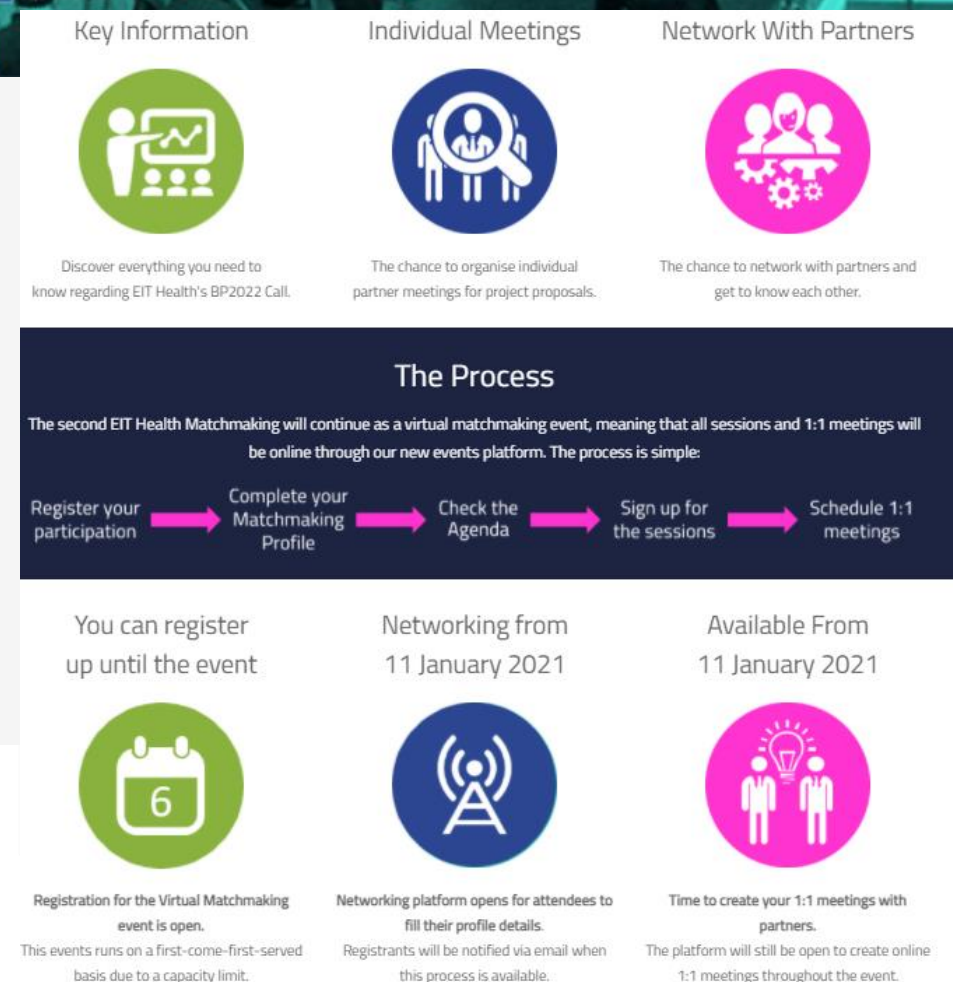 Key Information
Individual Meetings
Network With Partners
Discover everything you need to
know regarding EIT Health's BP2022 Call.
The chance to organise individual
partner meetings for project proposals.
The chance to network with partners and
get to know each other.
The Process
The second EIT Health Matchmaking will continue as a virtual matchmaking event, meaning that all sessions and 1:1 meetings will
be online through our new events platform. The process is simple:
Register your
participation
Complete your
Matchmaking
Profile
Check the
Agenda
Sign up for
the sessions
Schedule 1:1
meetings
You can register
up until the event
Networking from
11 January 2021
Available From
11 January 2021
6
Registration for the Virtual Matchmaking
event is open.
This events runs on a first-come-first-served
basis due to a capacity limit.
Networking platform opens for attendees to
fill their profile details.
Registrants will be notified via email when
this process is available.
Time to create your 1:1 meetings with
partners.
The platform will still be open to create online
1:1 meetings throughout the event.